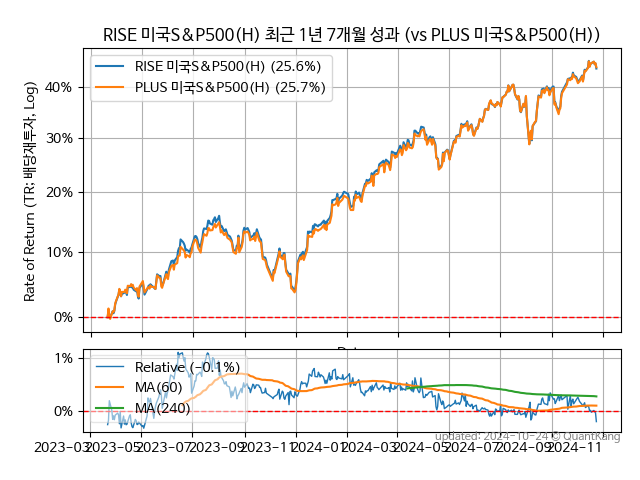 RISE 미국S&P500(H) 최근 1년 7개월 성과 (vs PLUS 미국S&P500(H))
RISE 미국S&P500(H) (25.6%)
PLUS 미국S&P500(H) (25.7%)
Rate of Return (TR: 배당재투자, Log)
40%
30%
20%
10%
0%
Relative (-0.1%)
MA(60)
MA(240)
1%
0%
updated: 2024-10-24 © QuantKang
2023-03 2023-05 2023-07 2023-09 2023-11 2024-01 2024-03 2024-05 2024-07 2024-09 2024-11